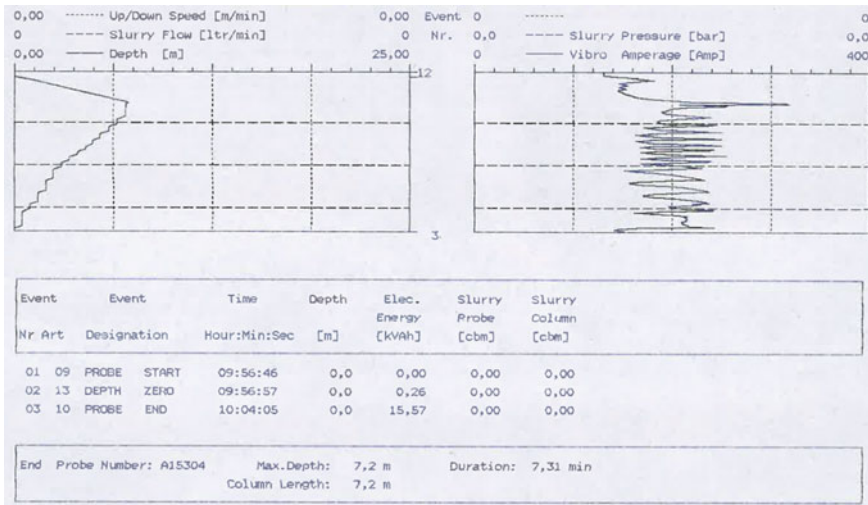 0,00 ------ Up/Down Speed [m/min] 0,00 Event 0 ------ 0
0 --- Slurry Flow [ltr/min] 0 Nr. 0,0 --- Slurry Pressure [bar] 0,0
0,00 — Depth [m] 25,00 0 — Vibro Amperage [Amp] 400
12
3
Event Event Time Depth Elec. Slurry Slurry
Energy Probe Column
Nr Art Designation Hour:Min:Sec [m] [kVAh] [cbm] [cbm]
01 09 PROBE START 09:56:46 0,0 0,00 0,00 0,00
02 13 DEPTH ZERO 09:56:57 0,0 0,26 0,00 0,00
03 10 PROBE END 10:04:05 0,0 15,57 0,00 0,00
End Probe Number: A15304 Max.Depth: 7,2 m Duration: 7,31 min
Column Length: 7,2 m